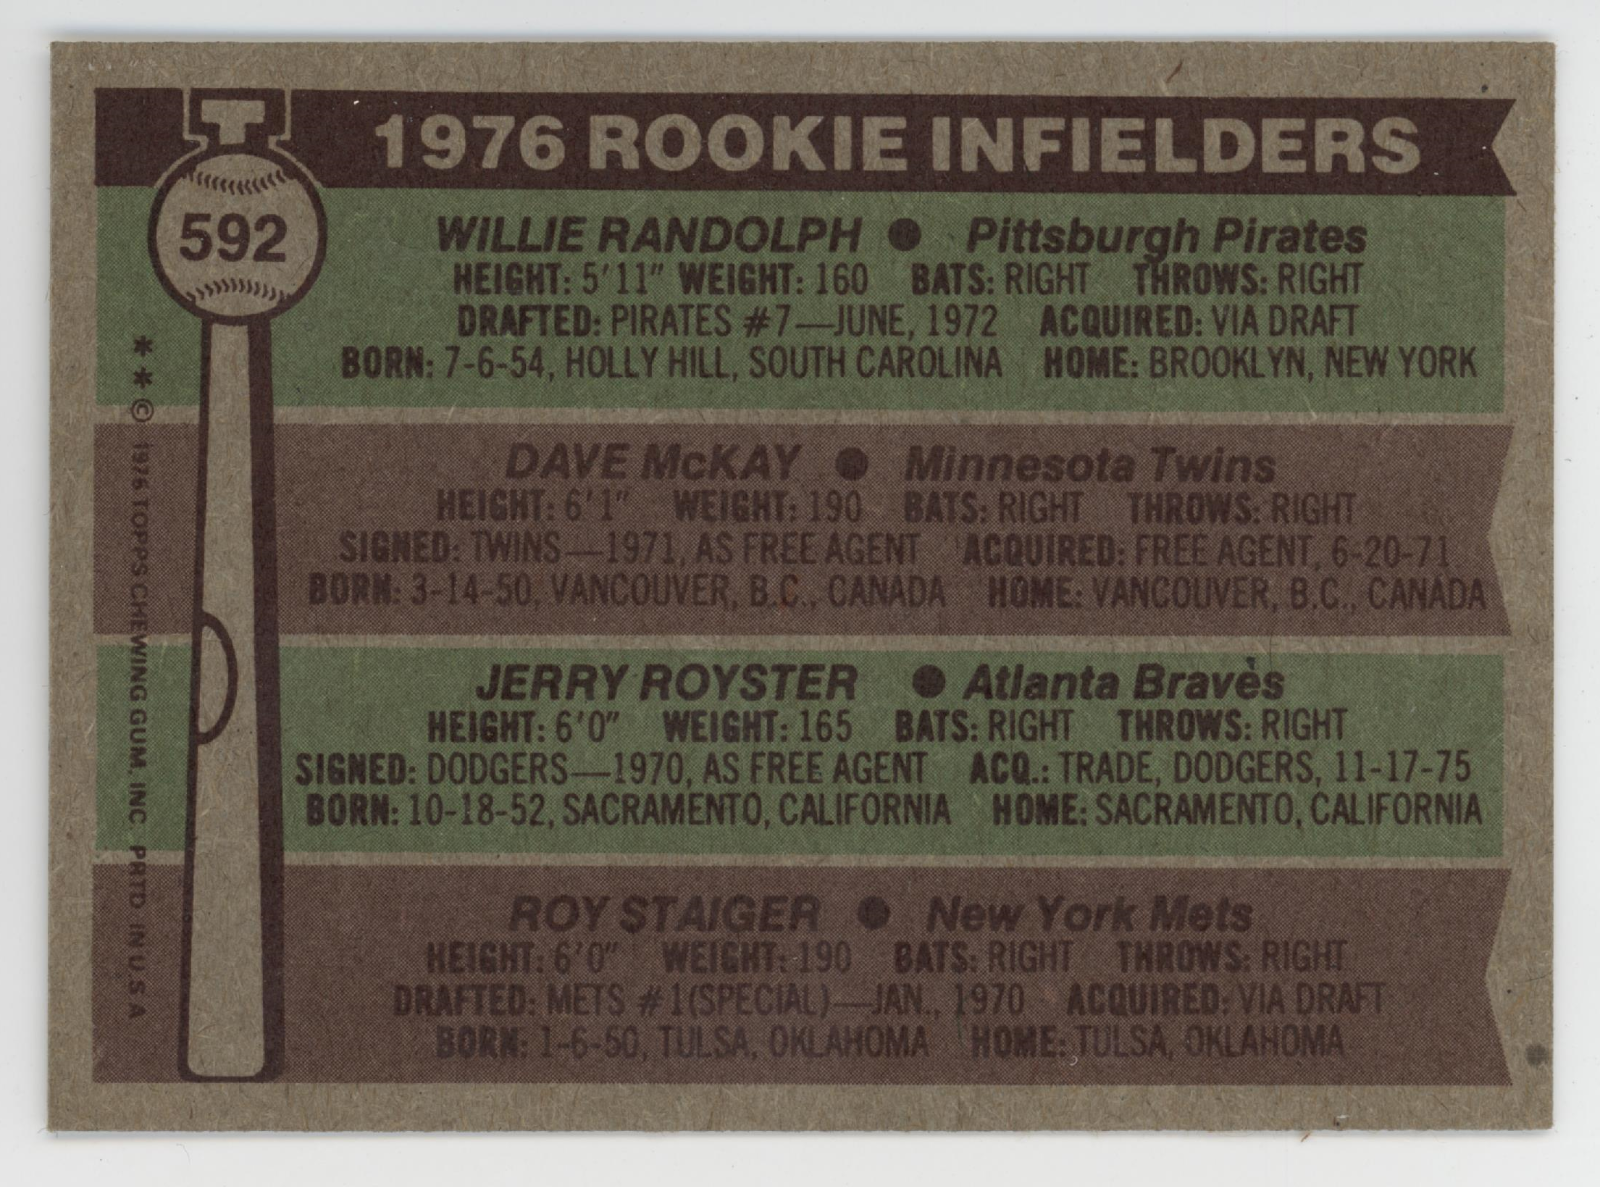 T
1976 ROOKIE INFIELDERS
592
WILLIE RANDOLPH ● Pittsburgh Pirates
HEIGHT: 5'11" WEIGHT: 160 BATS: RIGHT THROWS: RIGHT
DRAFTED: PIRATES #7—JUNE, 1972 ACQUIRED: VIA DRAFT
BORN: 7-6-54, HOLLY HILL, SOUTH CAROLINA HOME: BROOKLYN, NEW YORK
DAVE McKAY ● Minnesota Twins
HEIGHT: 6'1" WEIGHT: 190 BATS: RIGHT THROWS: RIGHT
SIGNED: TWINS—1971, AS FREE AGENT ACQUIRED: FREE AGENT, 6-20-71
BORN: 3-14-50, VANCOUVER, B.C., CANADA HOME: VANCOUVER, B.C., CANADA
JERRY ROYSTER ● Atlanta Braves
HEIGHT: 6'0" WEIGHT: 165 BATS: RIGHT THROWS: RIGHT
SIGNED: DODGERS—1970, AS FREE AGENT ACQ.: TRADE, DODGERS, 11-17-75
BORN: 10-18-52, SACRAMENTO, CALIFORNIA HOME: SACRAMENTO, CALIFORNIA
ROY STAIGER ● New York Mets
HEIGHT: 6'0" WEIGHT: 190 BATS: RIGHT THROWS: RIGHT
DRAFTED: METS #1(SPECIAL)—JAN., 1970 ACQUIRED: VIA DRAFT
BORN: 1-6-50, TULSA, OKLAHOMA HOME: TULSA, OKLAHOMA
* * © 1976 TOPPS CHEWING GUM, INC. PRTD. IN U.S.A.